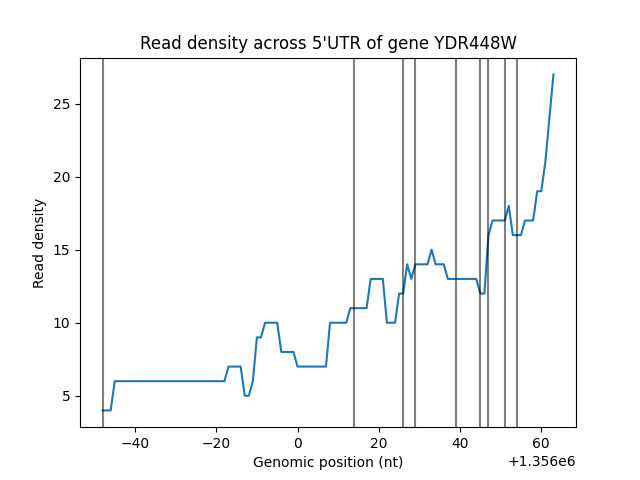 Read density across 5'UTR of gene YDR448W
Read density
25
20
15
10
5
−40
−20
0
20
40
60
+1.356e6
Genomic position (nt)